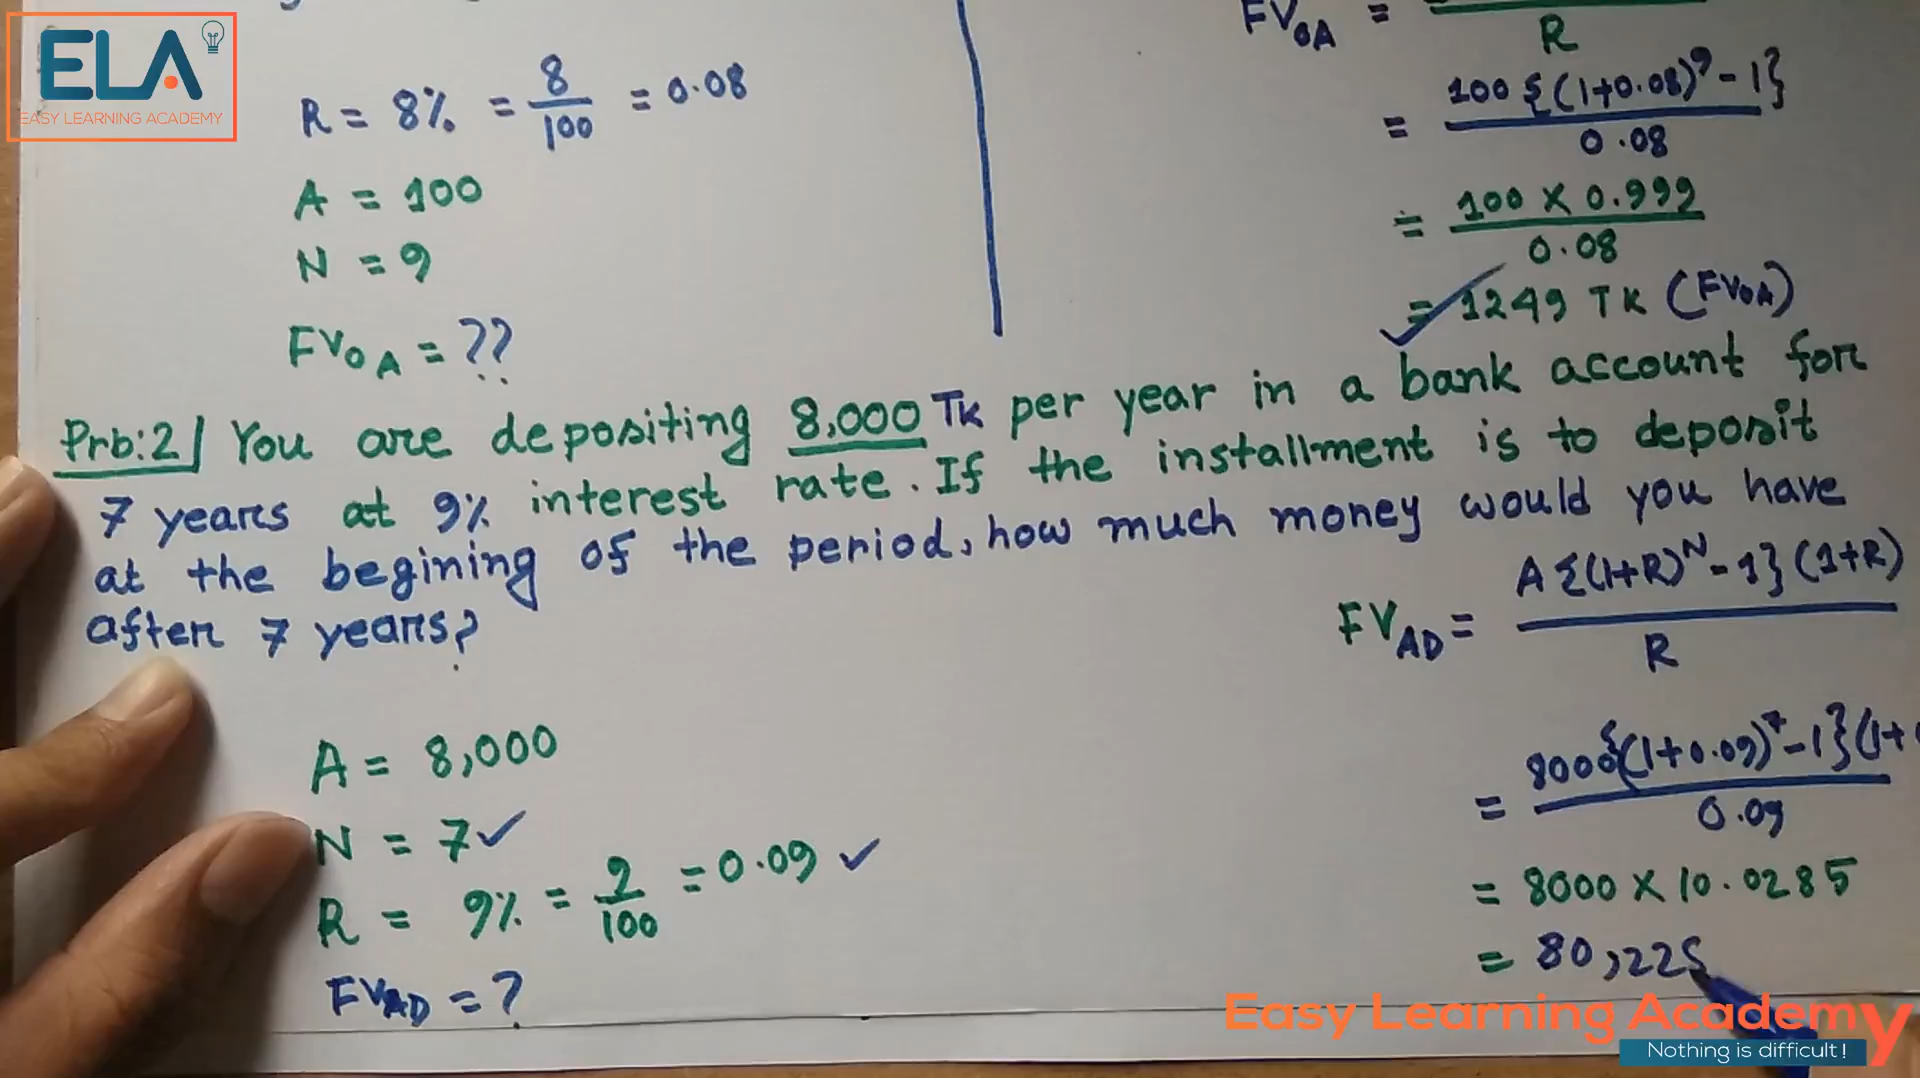 ELA
EASY LEARNING ACADEMY
R = 8% = 8/100 = 0.08
A = 100
N = 9
FVOA = ??
FVOA =
R
= 100{(1+0.08)^9 - 1} / 0.08
= 100 × 0.999 / 0.08
= 1249 TK (FVOA)
Prb:2/ You are depositing 8,000 Tk per year in a bank account for
7 years at 9% interest rate. If the installment is to deposit
at the begining of the period, how much money would you have
after 7 years?
FVAD = A{(1+R)^N - 1}(1+R) / R
A = 8,000
N = 7✓
R = 9% = 9/100 = 0.09 ✓
FVAD = ?
= 8000{(1+0.09)^7 - 1}(1+ / 0.09
= 8000 × 10.0285
= 80,225
Easy Learning Academy
Nothing is difficult!